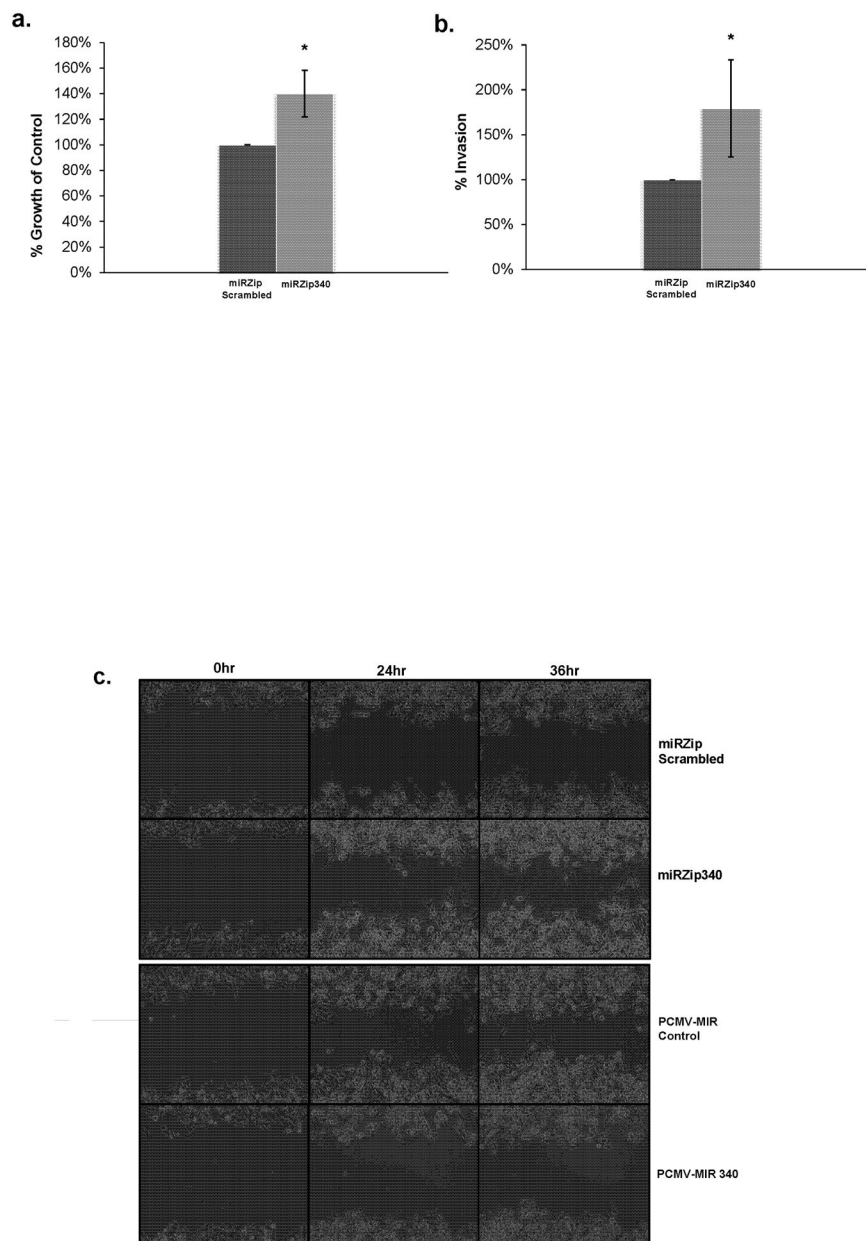 a.
180%
160%
140%
120%
100%
80%
60%
40%
20%
0%
% Growth of Control
*
miRZip
Scrambled
miRZip340
b.
250%
200%
150%
100%
50%
0%
% Invasion
*
miRZip
Scrambled
miRZip340
c.
0hr
24hr
36hr
miRZip
Scrambled
miRZip340
PCMV-MIR
Control
PCMV-MIR 340